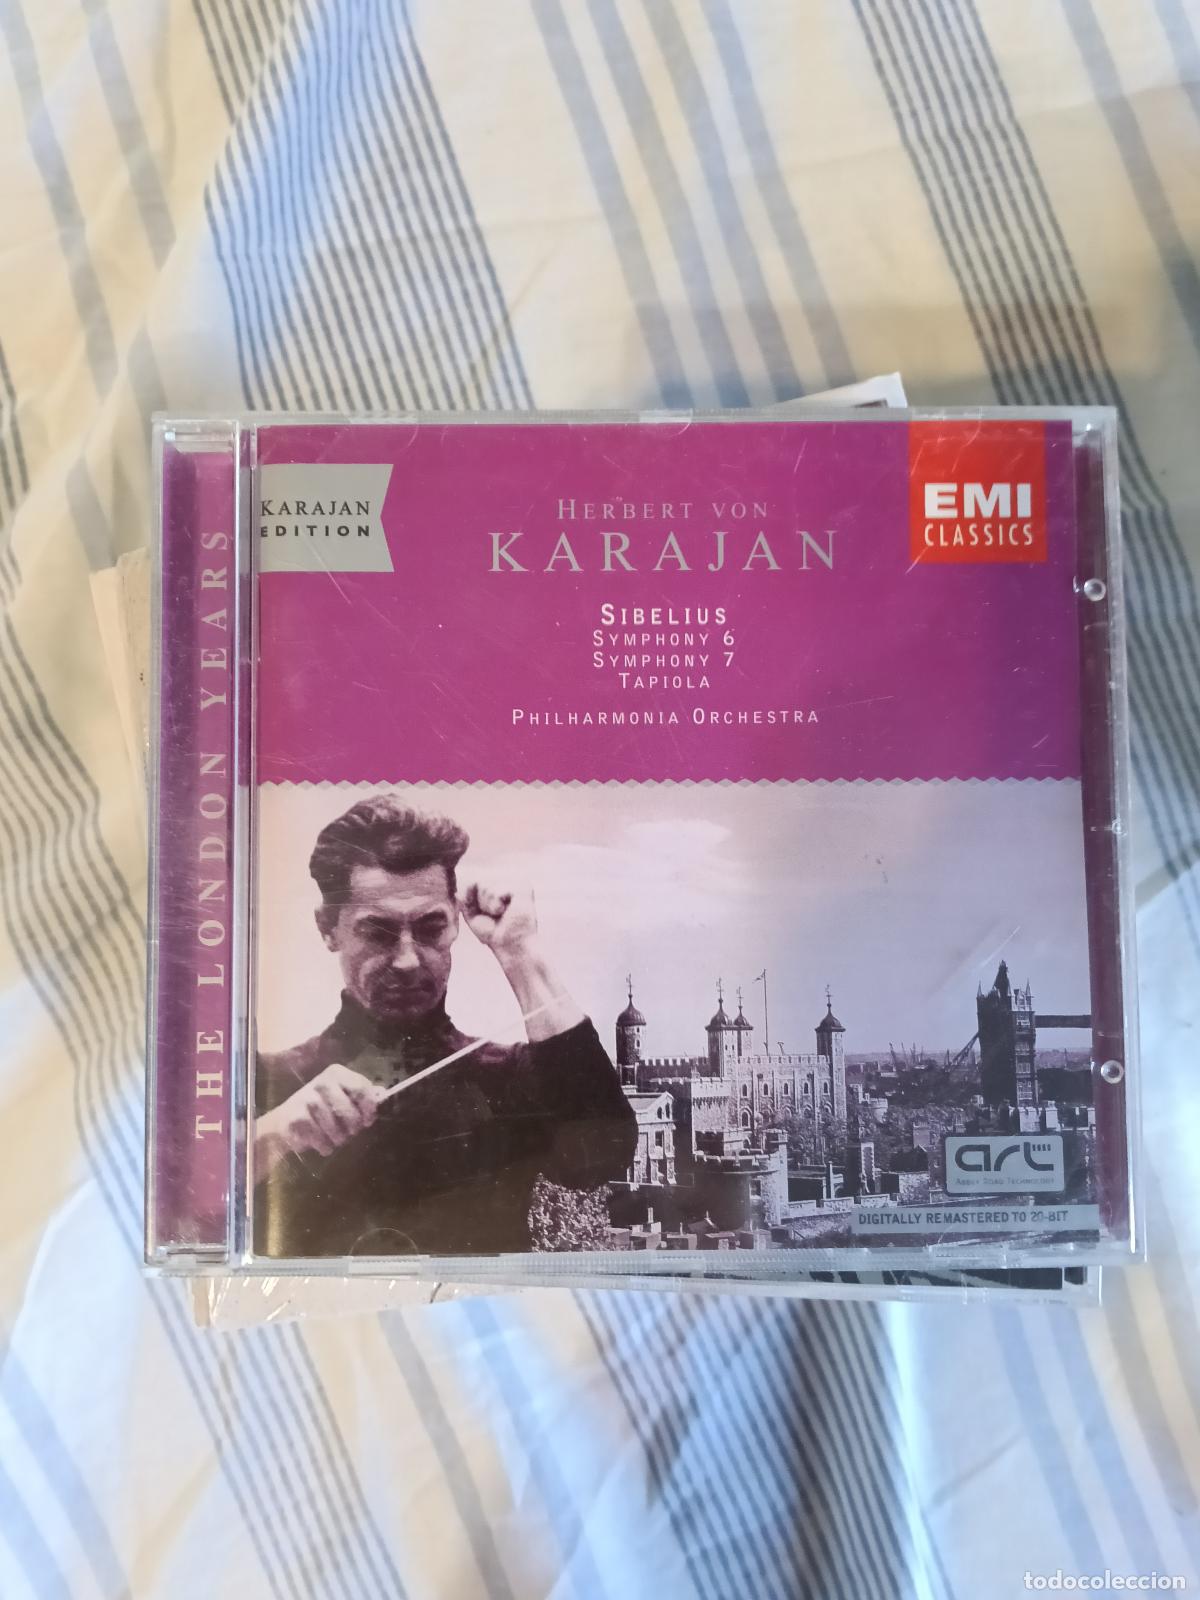 KARAJAN
EDITION
HERBERT VON
KARAJAN
EMI
CLASSICS
SIBELIUS
SYMPHONY 6
SYMPHONY 7
TAPIOLA
PHILHARMONIA ORCHESTRA
THE LONDON YEARS
art
ABBEY ROAD TECHNOLOGY
DIGITALLY REMASTERED TO 20-BIT
todocoleccion